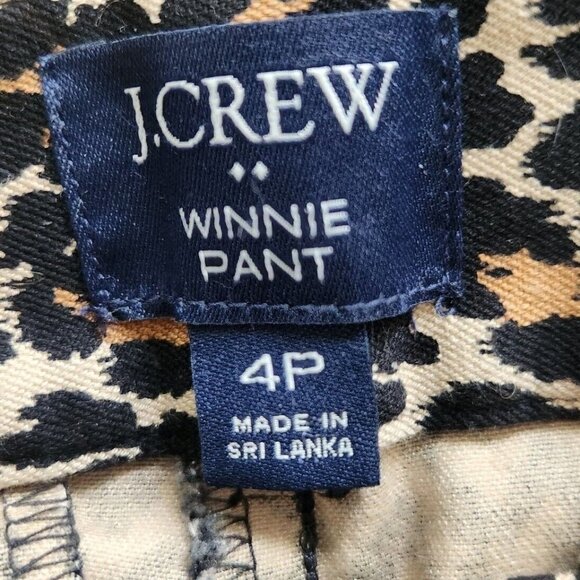 J.CREW
WINNIE
PANT
4P
MADE IN
SRI LANKA